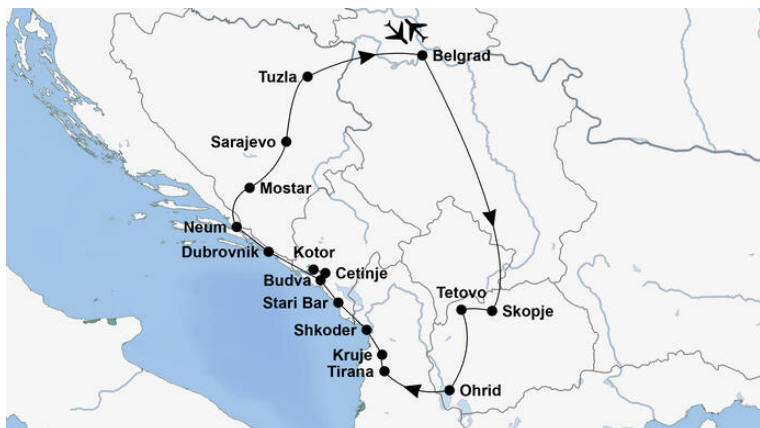 Belgrad
Tuzla
Sarajevo
Mostar
Neum
Dubrovnik
Kotor
Cetinje
Budva
Stari Bar
Tetovo
Skopje
Shkoder
Kruje
Tirana
Ohrid